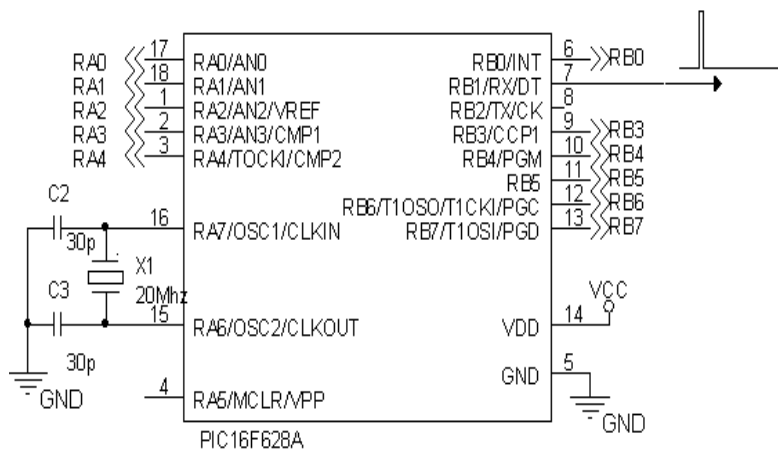 RA0 17 RA0/AN0 RB0/INT 6 RB0
RA1 18 RA1/AN1 RB1/RX/DT 7
RA2 1 RA2/AN2/VREF RB2/TX/CK 8
RA3 2 RA3/AN3/CMP1 RB3/CCP1 9 RB3
RA4 3 RA4/TOCKI/CMP2 RB4/PGM 10 RB4
RB5 11 RB5
RB6/T1OSO/T1CKI/PGC 12 RB6
C2 16 RA7/OSC1/CLKIN RB7/T1OSI/PGD 13 RB7
30p
X1
C3 20Mhz VCC
15 RA6/OSC2/CLKOUT VDD 14
30p
GND 5
GND 4 RA5/MCLR/VPP
GND
PIC16F628A